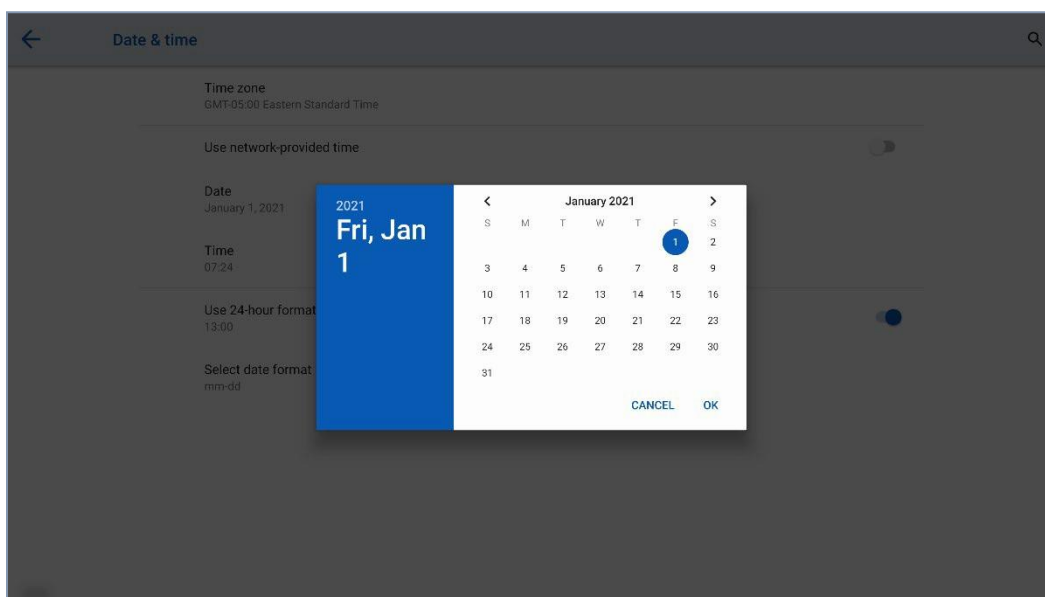 Date & time
Time zone
GMT-05:00 Eastern Standard Time
Use network-provided time
Date
January 1, 2021
Time
07:24
Use 24-hour format
13:00
Select date format
mm-dd
2021
Fri, Jan
1
January 2021
S M T W T F S
1 2
3 4 5 6 7 8 9
10 11 12 13 14 15 16
17 18 19 20 21 22 23
24 25 26 27 28 29 30
31
CANCEL OK